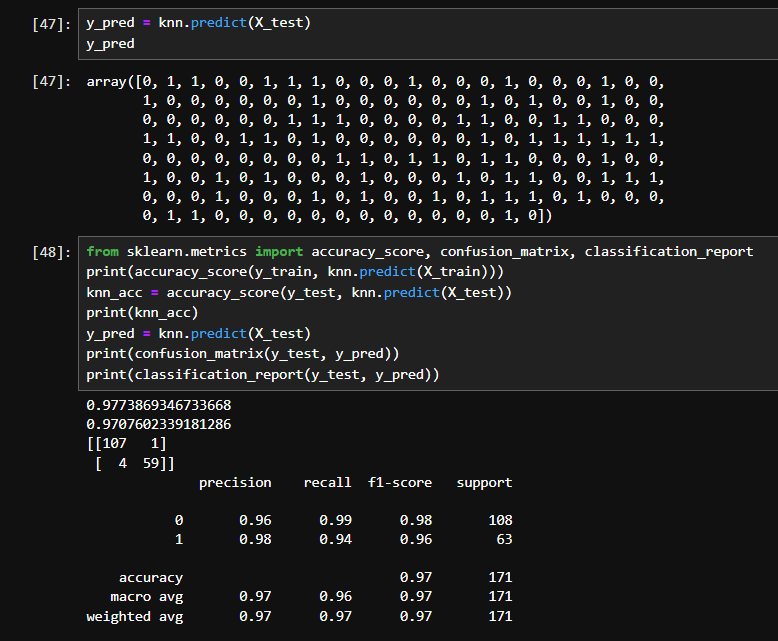 [47]: y_pred = knn.predict(X_test)
y_pred
[47]: array([0, 1, 1, 0, 0, 1, 1, 1, 0, 0, 0, 1, 0, 0, 0, 1, 0, 0, 0, 1, 0, 0,
1, 0, 0, 0, 0, 0, 0, 1, 0, 0, 0, 0, 0, 0, 1, 0, 1, 0, 0, 1, 0, 0,
0, 0, 0, 0, 0, 0, 1, 1, 1, 0, 0, 0, 0, 1, 1, 0, 0, 1, 1, 0, 0, 0,
1, 1, 0, 0, 1, 1, 0, 1, 0, 0, 0, 0, 0, 0, 1, 0, 1, 1, 1, 1, 1, 1,
0, 0, 0, 0, 0, 0, 0, 0, 1, 1, 0, 1, 1, 0, 1, 1, 0, 0, 0, 1, 0, 0,
1, 0, 0, 1, 0, 1, 0, 0, 0, 1, 0, 0, 0, 1, 0, 1, 1, 0, 0, 1, 1, 1,
0, 0, 0, 1, 0, 0, 0, 1, 0, 1, 0, 0, 1, 0, 1, 1, 1, 0, 1, 0, 0, 0,
0, 1, 1, 0, 0, 0, 0, 0, 0, 0, 0, 0, 0, 0, 0, 1, 0])
[48]: from sklearn.metrics import accuracy_score, confusion_matrix, classification_report
print(accuracy_score(y_train, knn.predict(X_train)))
knn_acc = accuracy_score(y_test, knn.predict(X_test))
print(knn_acc)
y_pred = knn.predict(X_test)
print(confusion_matrix(y_test, y_pred))
print(classification_report(y_test, y_pred))
0.9773869346733668
0.9707602339181286
[[107   1]
[  4  59]]
precision    recall  f1-score   support
0       0.96      0.99      0.98       108
1       0.98      0.94      0.96        63
accuracy                           0.97       171
macro avg       0.97      0.96      0.97       171
weighted avg       0.97      0.97      0.97       171